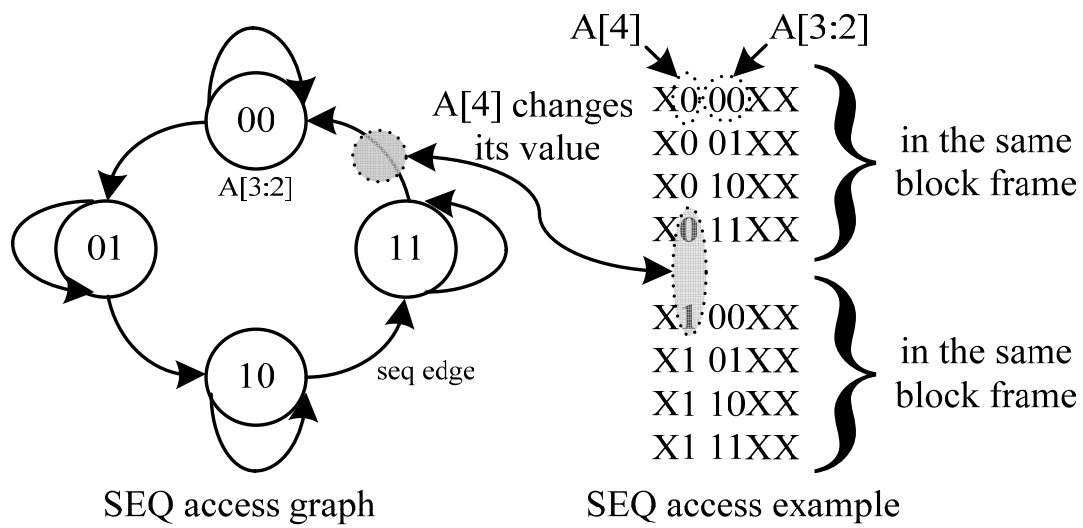 00
A[3:2]
01
11
10
seq edge
SEQ access graph
A[4] changes
its value
A[4]
A[3:2]
X0 00XX
X0 01XX
X0 10XX
X0 11XX
in the same
block frame
X1 00XX
X1 01XX
X1 10XX
X1 11XX
in the same
block frame
SEQ access example